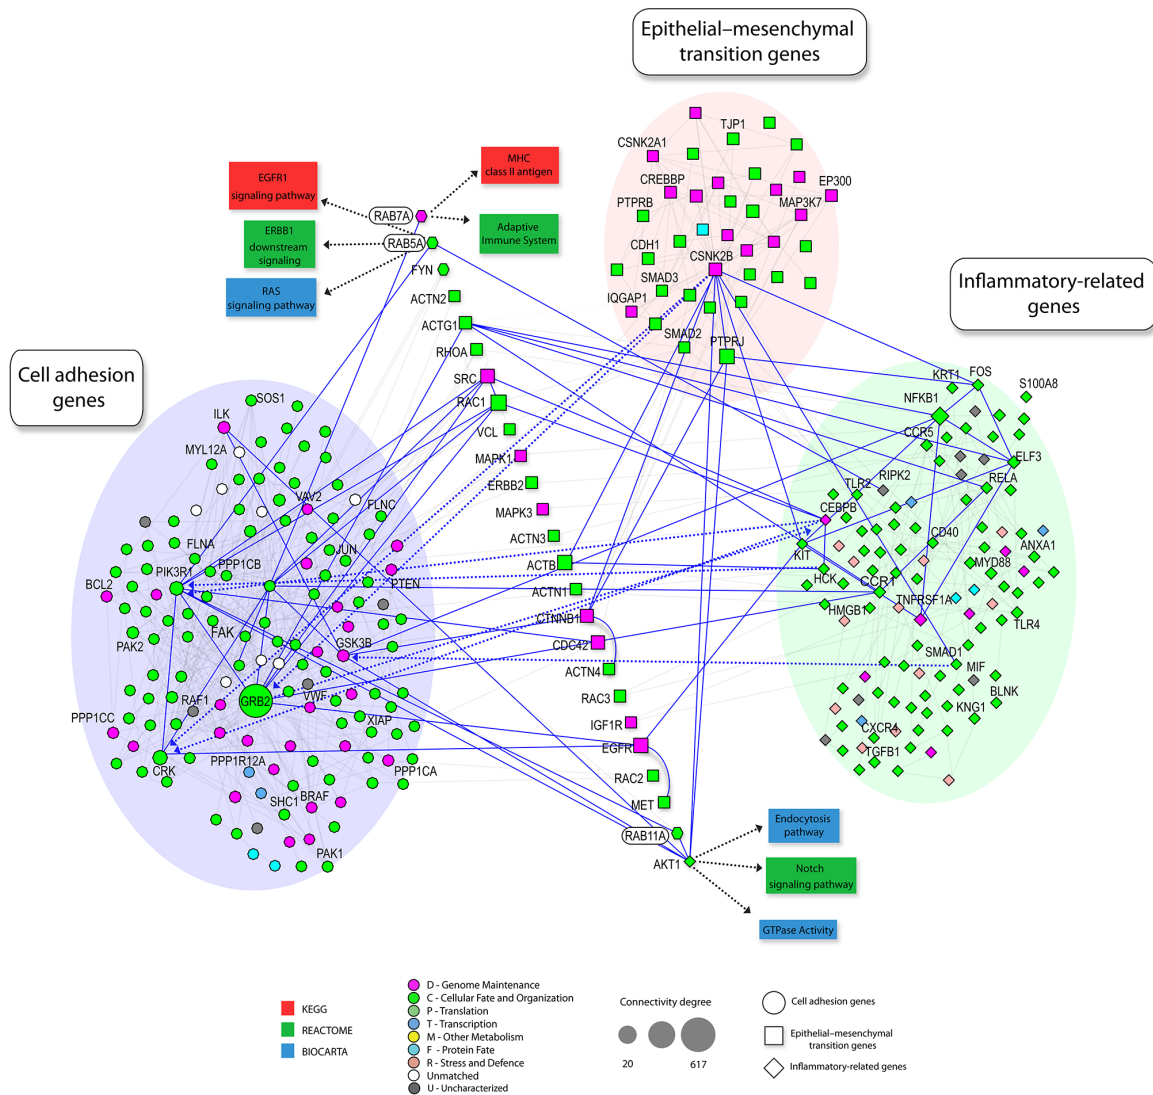 Epithelial–mesenchymal
transition genes
TJP1
CSNK2A1
CREBBP
EP300
MAP3K7
PTPRB
CDH1
CSNK2B
SMAD3
IQGAP1
SMAD2
PTPRJ
EGFR1
signaling pathway
MHC
class II antigen
RAB7A
ERBB1
downstream
signaling
Adaptive
Immune System
RAB5A
RAS
signaling pathway
FYN
ACTN2
ACTG1
RHOA
SRC
RAC1
VCL
MAPK1
ERBB2
MAPK3
ACTN3
ACTB
ACTN1
CTNNB1
CDC42
ACTN4
RAC3
IGF1R
EGFR
RAC2
MET
RAB11A
AKT1
Inflammatory-related
genes
KRT1
FOS
S100A8
NFKB1
CCR5
ELF3
RELA
RIPK2
TLR2
CEBPB
CD40
KIT
ANXA1
MYD88
HCK
CCR1
TNFRSF1A
HMGB1
TLR4
SMAD1
MIF
BLNK
KNG1
CXCR4
TGFB1
Cell adhesion
genes
SOS1
ILK
MYL12A
VAV2
FLNC
FLNA
JUN
PPP1CB
PIK3R1
BCL2
PTEN
FAK
PAK2
GSK3B
RAF1
VWF
GRB2
PPP1CC
XIAP
CRK
PPP1R12A
PPP1CA
SHC1
BRAF
PAK1
Endocytosis
pathway
Notch
signaling pathway
GTPase Activity
KEGG
REACTOME
BIOCARTA
D - Genome Maintenance
C - Cellular Fate and Organization
P - Translation
T - Transcription
M - Other Metabolism
F - Protein Fate
R - Stress and Defence
Unmatched
U - Uncharacterized
Connectivity degree
20
617
Cell adhesion genes
Epithelial–mesenchymal
transition genes
Inflammatory-related genes